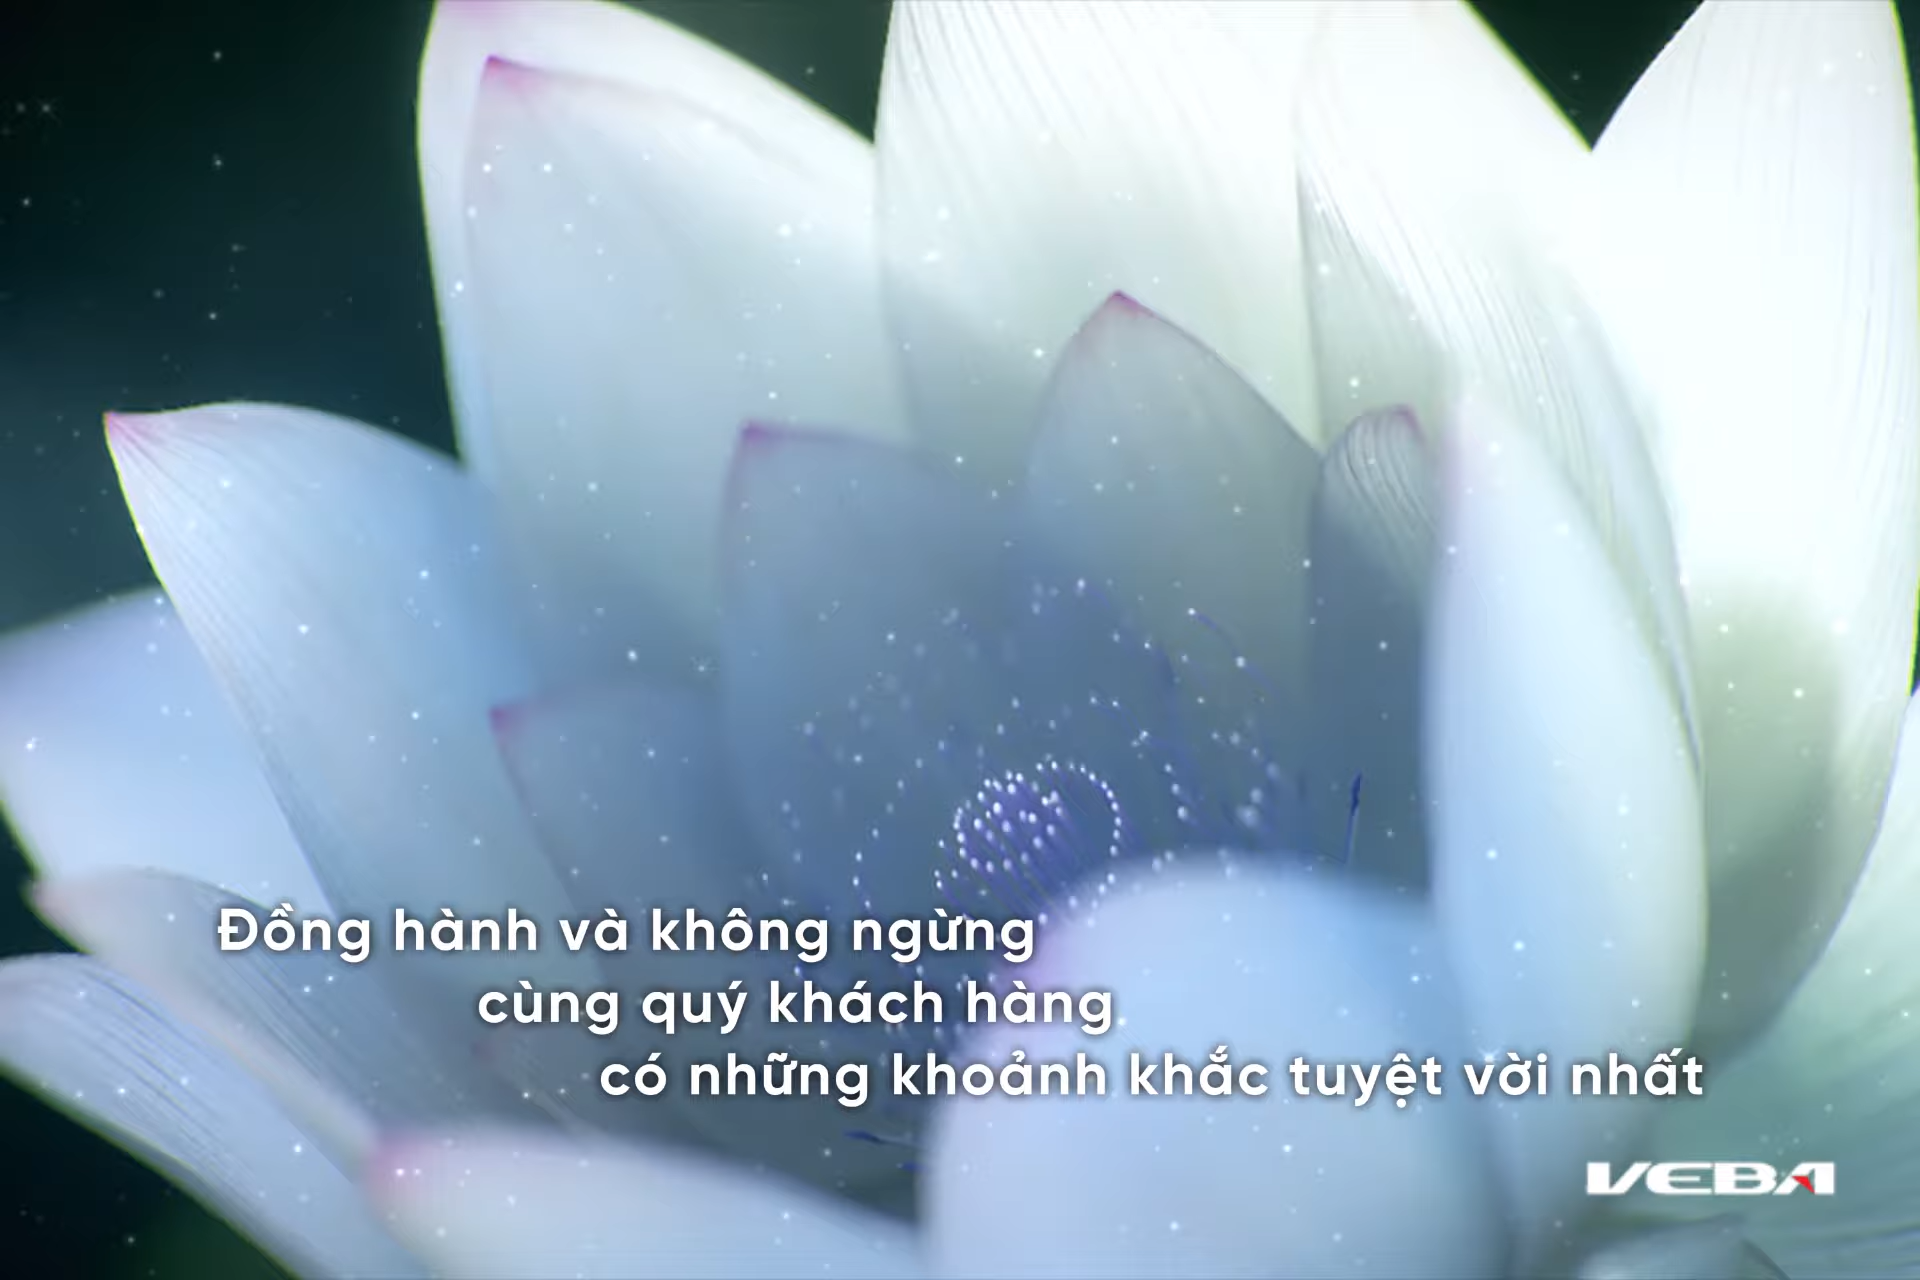 Đồng hành và không ngừng
cùng quý khách hàng
có những khoảnh khắc tuyệt vời nhất
VEBA